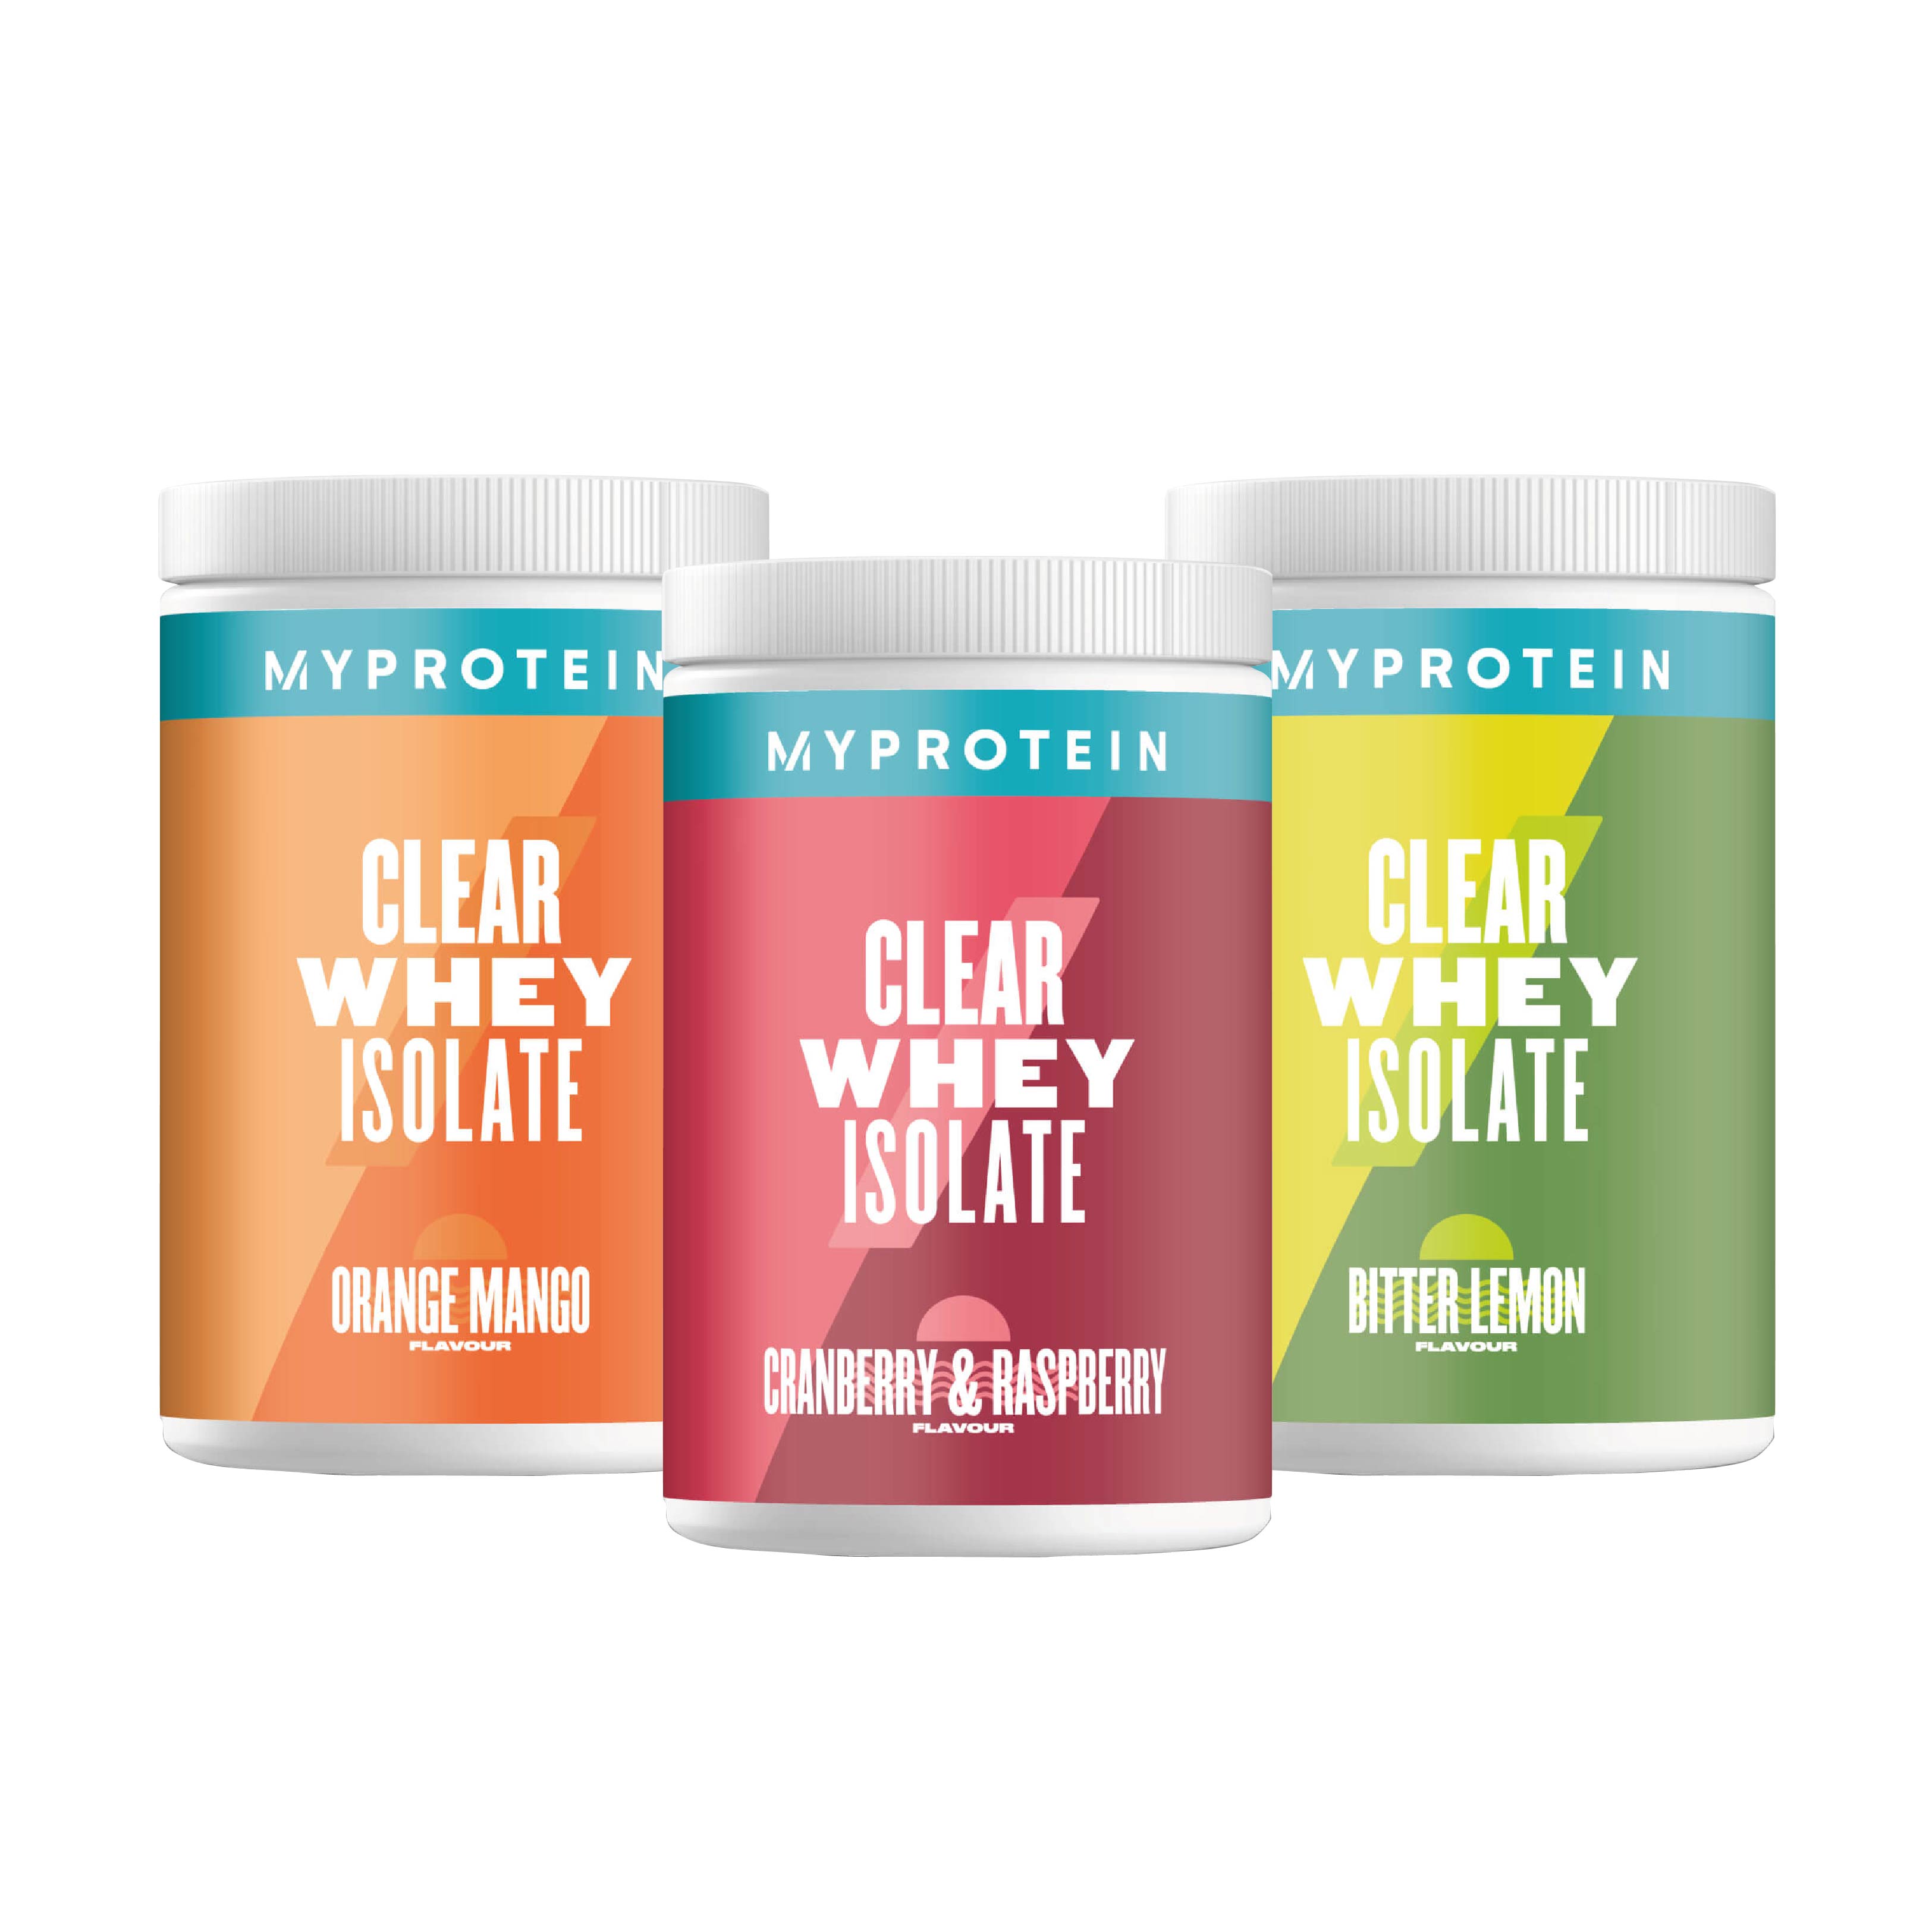 MYPROTEIN
CLEAR
WHEY
ISOLATE
ORANGE MANGO
FLAVOUR
MYPROTEIN
CLEAR
WHEY
ISOLATE
CRANBERRY & RASPBERRY
FLAVOUR
MYPROTEIN
CLEAR
WHEY
ISOLATE
BITTER LEMON
FLAVOUR